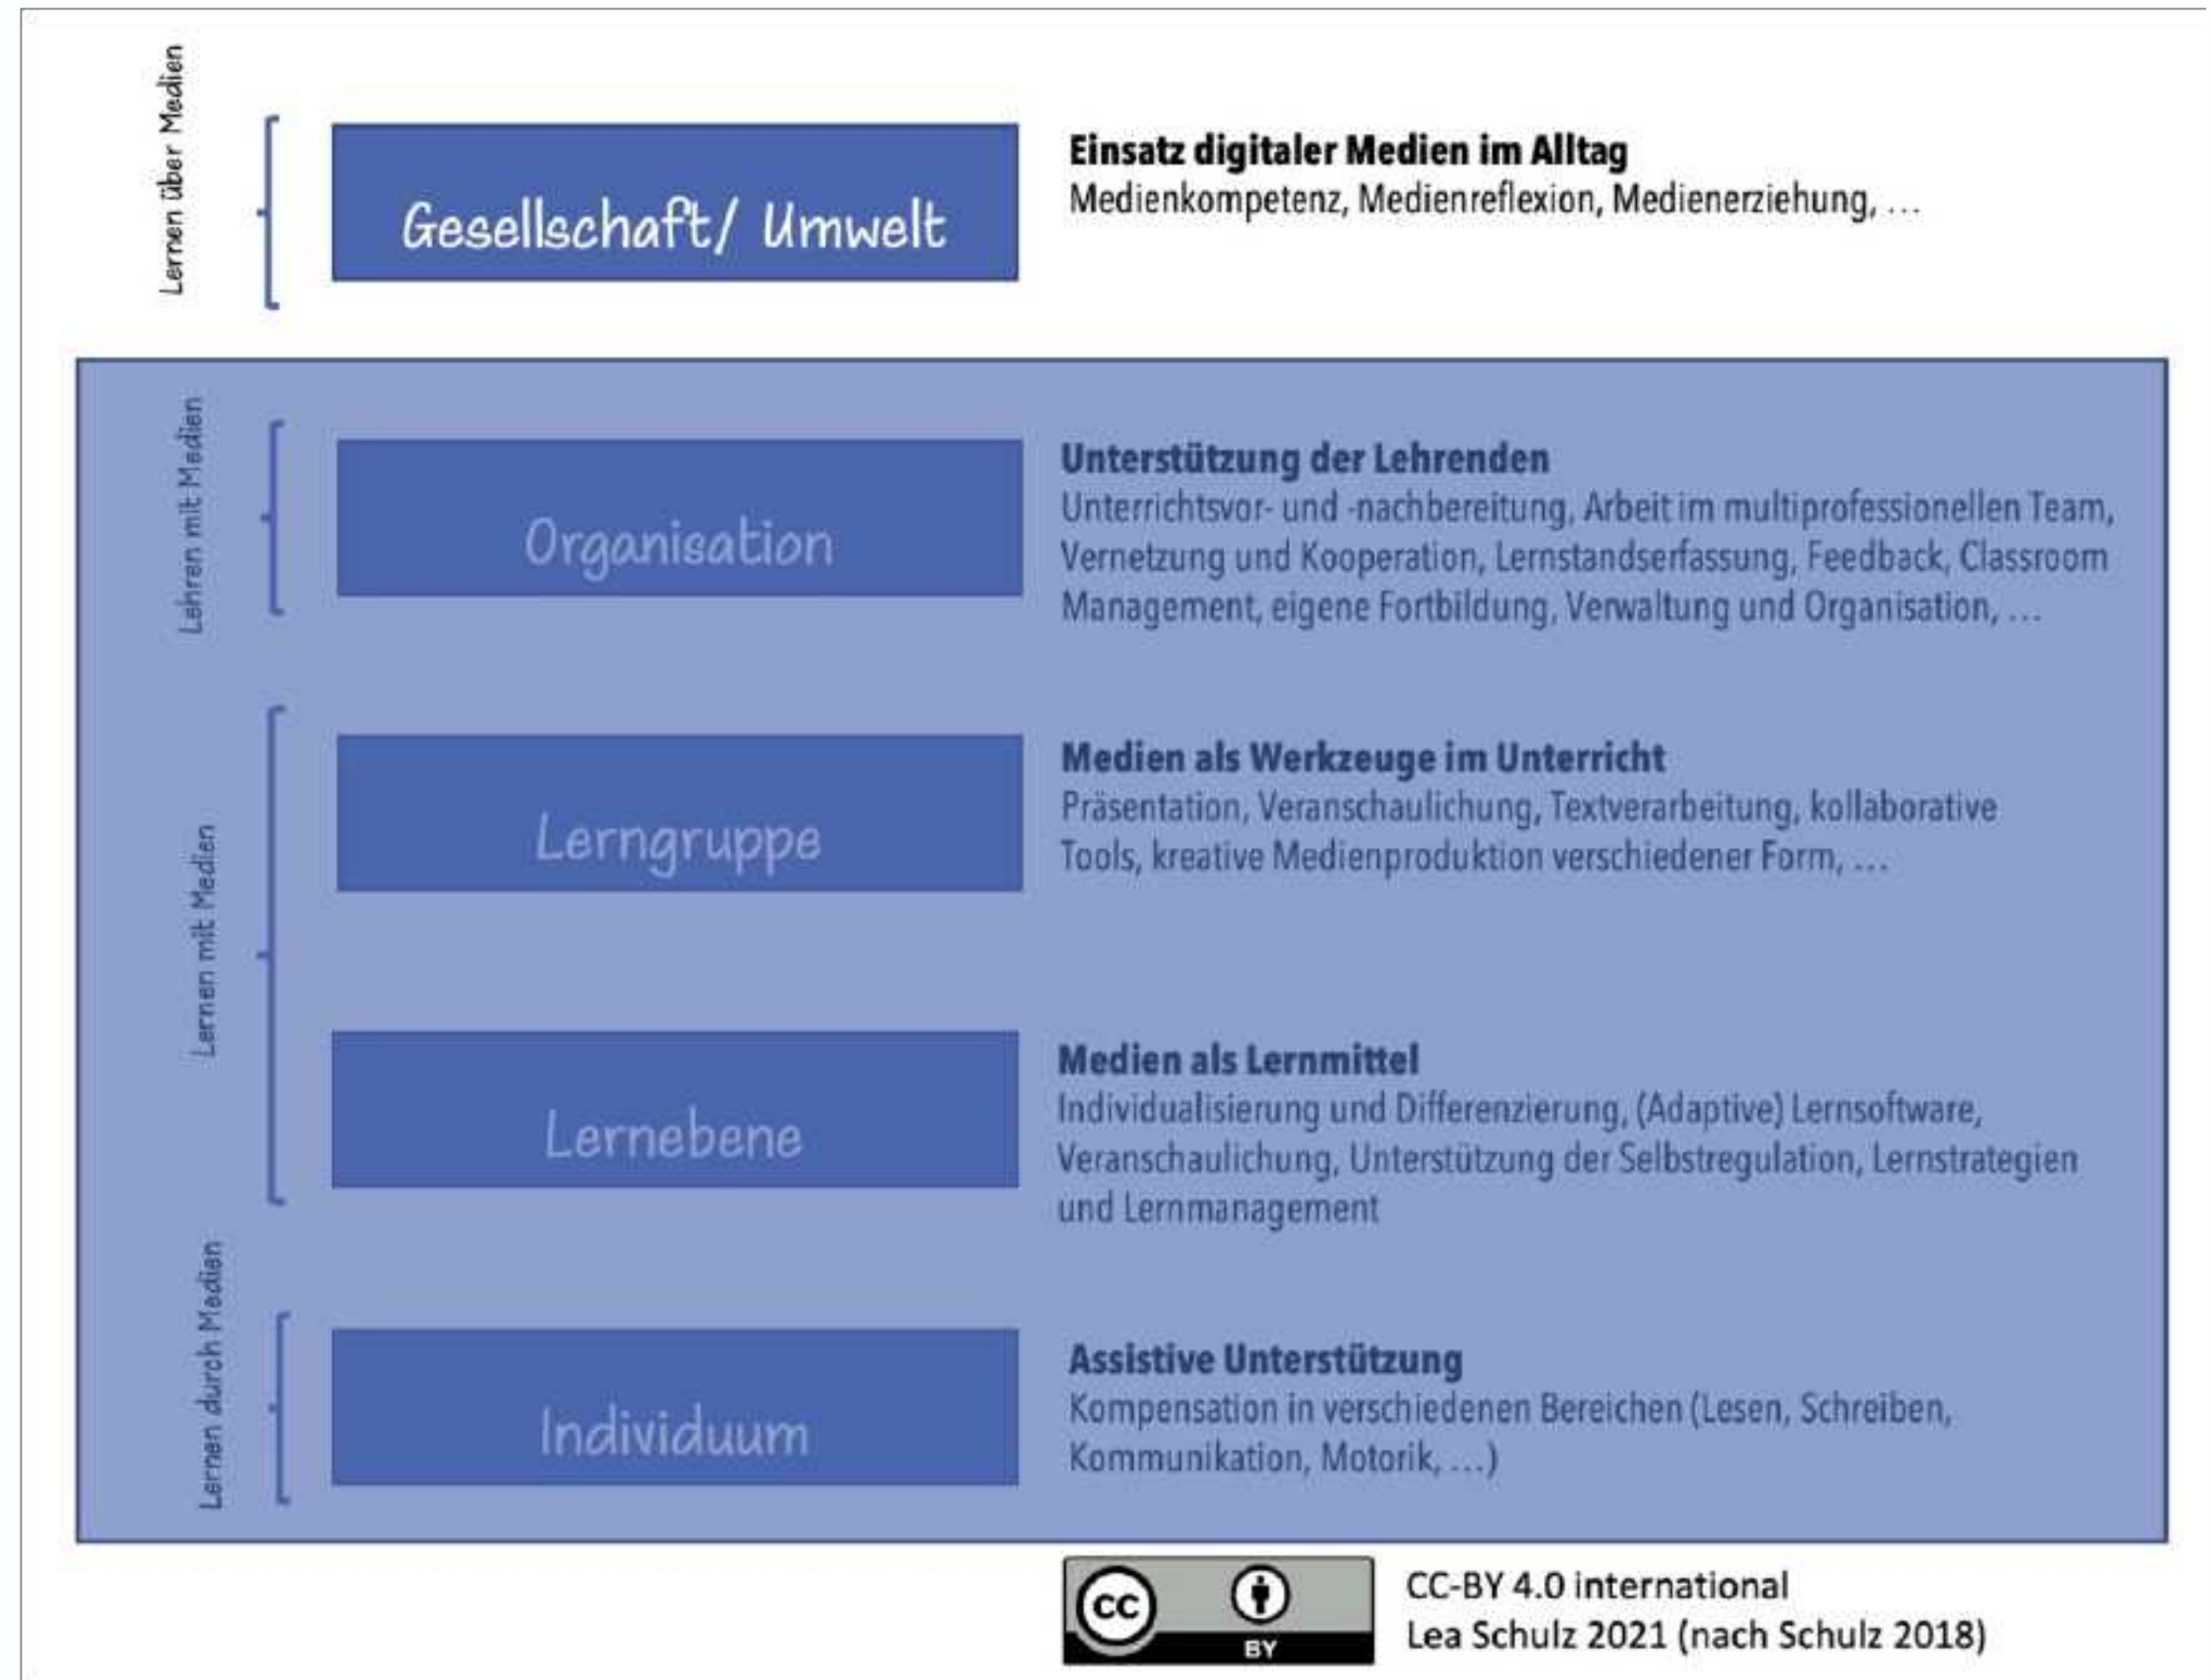 Lernen über Medien
Gesellschaft/ Umwelt
Einsatz digitaler Medien im Alltag
Medienkompetenz, Medienreflexion, Medienerziehung, ...
Lehren mit Medien
Organisation
Unterstützung der Lehrenden
Unterrichtsvor- und -nachbereitung, Arbeit im multiprofessionellen Team,
Vernetzung und Kooperation, Lernstandserfassung, Feedback, Classroom
Management, eigene Fortbildung, Verwaltung und Organisation, ...
Lernen mit Medien
Lerngruppe
Medien als Werkzeuge im Unterricht
Präsentation, Veranschaulichung, Textverarbeitung, kollaborative
Tools, kreative Medienproduktion verschiedener Form, ...
Lernebene
Medien als Lernmittel
Individualisierung und Differenzierung, (Adaptive) Lernsoftware,
Veranschaulichung, Unterstützung der Selbstregulation, Lernstrategien
und Lernmanagement
Lernen durch Medien
Individuum
Assistive Unterstützung
Kompensation in verschiedenen Bereichen (Lesen, Schreiben,
Kommunikation, Motorik, ...)
cc
BY
CC-BY 4.0 international
Lea Schulz 2021 (nach Schulz 2018)